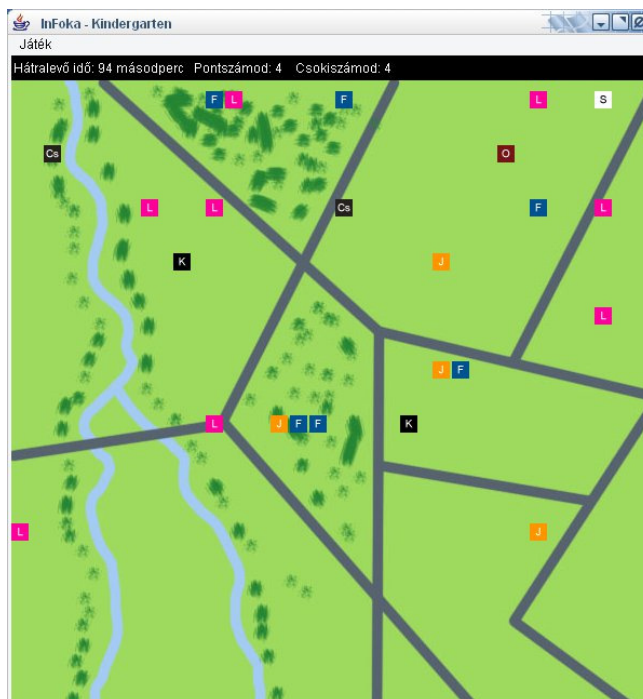 InFoka - Kindergarten
Játék
Hátralevő idő: 94 másodperc Pontszámod: 4 Csokiszámod: 4
F L F L S
Cs O
L L Cs F L
K J
L
J F
L J F F K
L J